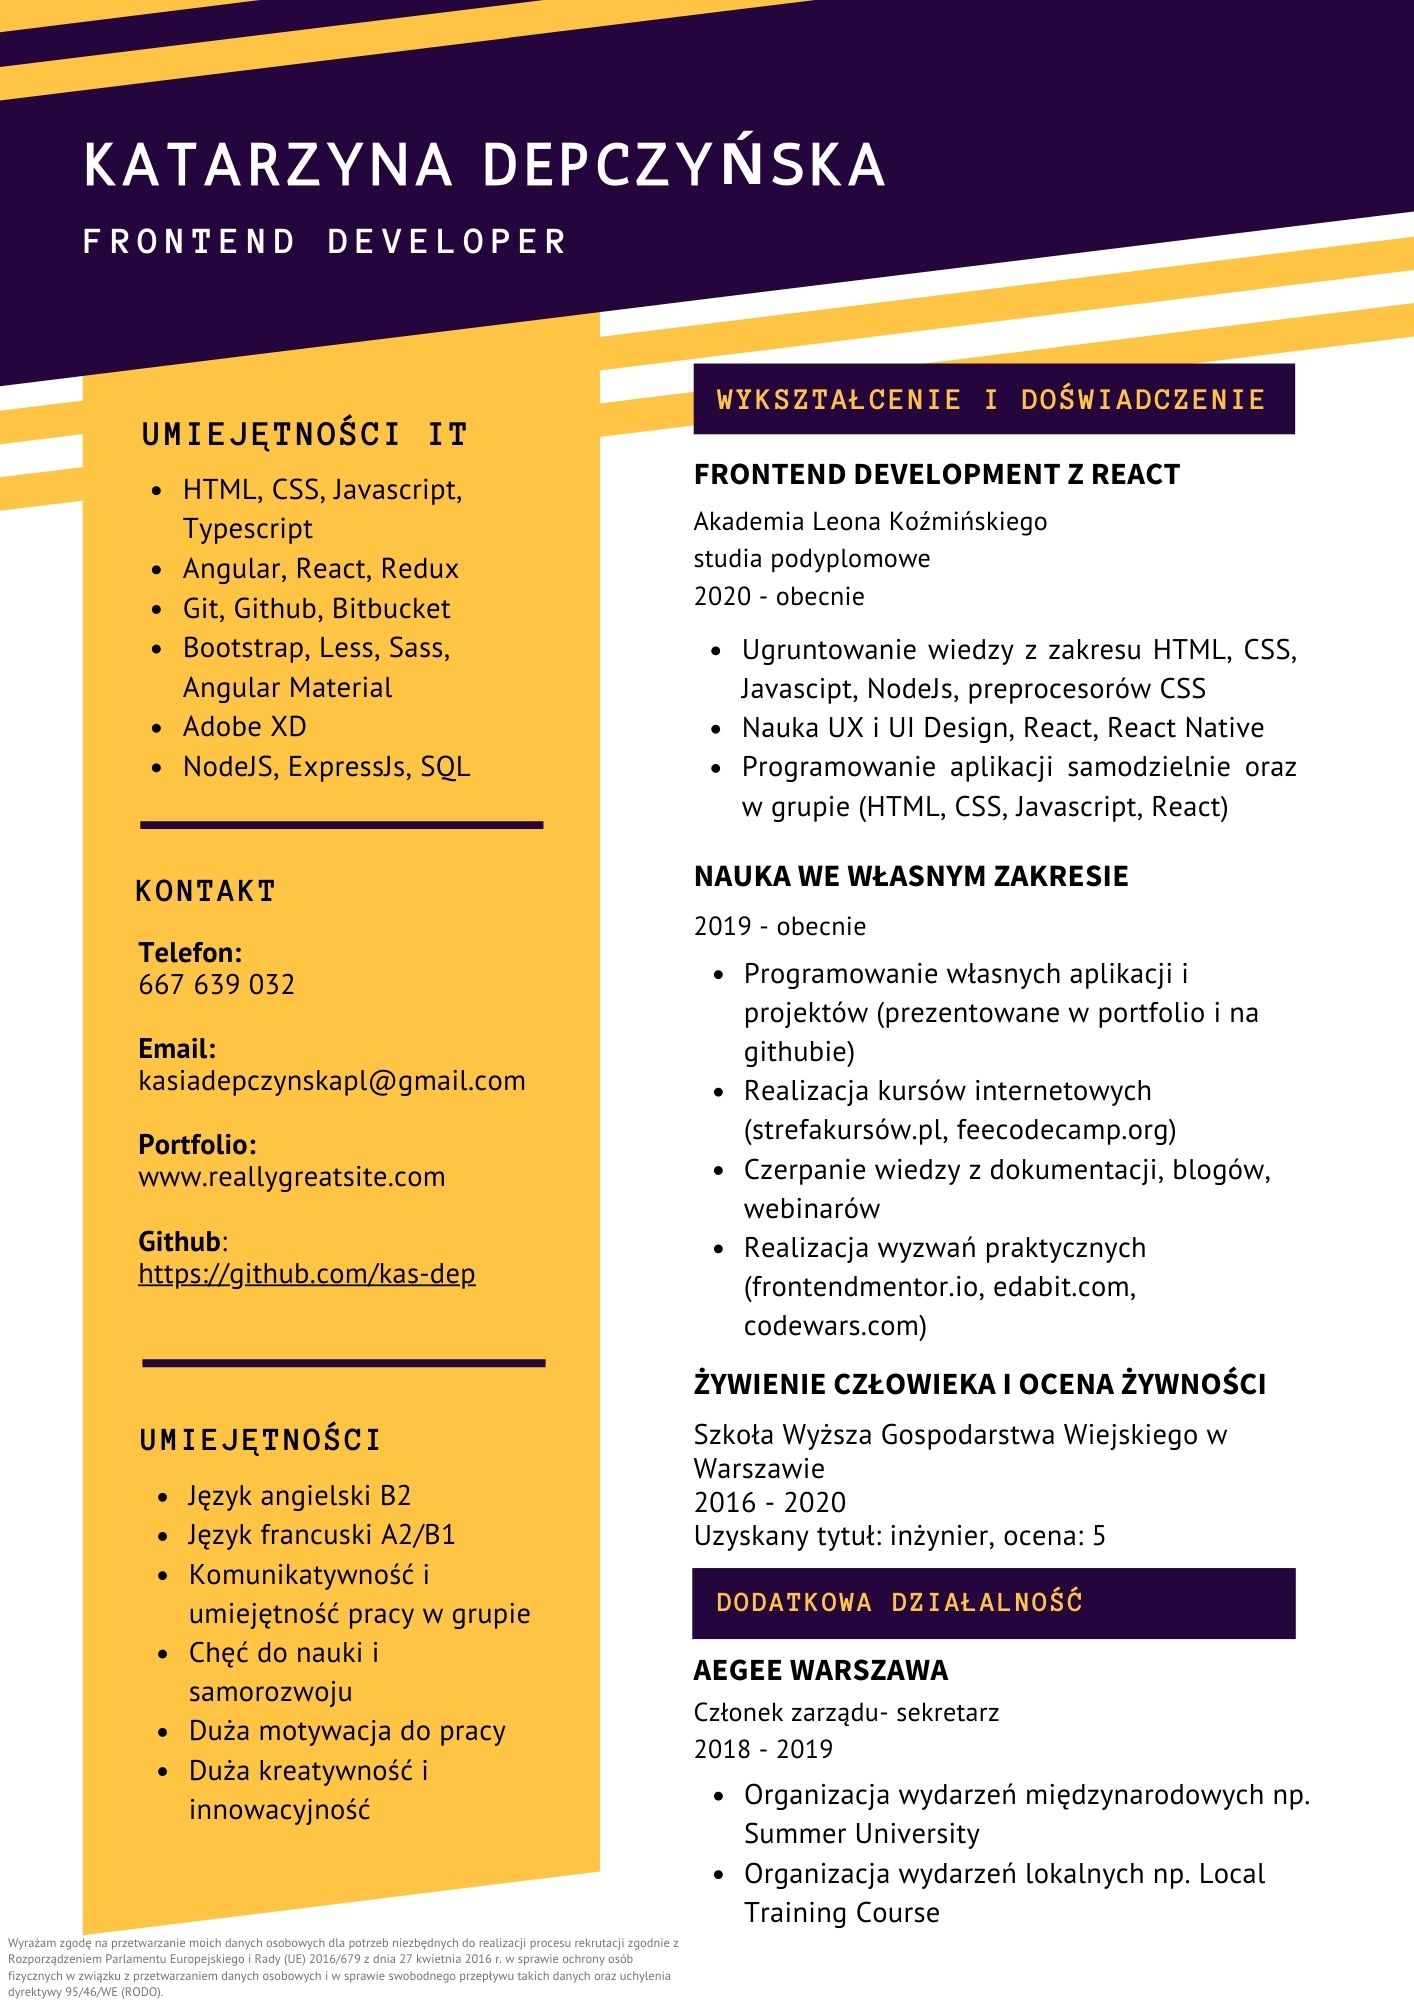 KATARZYNA DEPCZYŃSKA
FRONTEND DEVELOPER
UMIEJĘTNOŚCI IT
• HTML, CSS, Javascript,
Typescript
• Angular, React, Redux
• Git, Github, Bitbucket
• Bootstrap, Less, Sass,
Angular Material
• Adobe XD
• NodeJS, ExpressJs, SQL
KONTAKT
Telefon:
667 639 032
Email:
kasiadepczynskapl@gmail.com
Portfolio:
www.reallygreatsite.com
Github:
https://github.com/kas-dep
UMIEJĘTNOŚCI
• Język angielski B2
• Język francuski A2/B1
• Komunikatywność i
umiejętność pracy w grupie
• Chęć do nauki i
samorozwoju
• Duża motywacja do pracy
• Duża kreatywność i
innowacyjność
WYKSZTAŁCENIE I DOŚWIADCZENIE
FRONTEND DEVELOPMENT Z REACT
Akademia Leona Koźmińskiego
studia podyplomowe
2020 - obecnie
• Ugruntowanie wiedzy z zakresu HTML, CSS,
Javascipt, NodeJs, preprocesorów CSS
• Nauka UX i UI Design, React, React Native
• Programowanie aplikacji samodzielnie oraz
w grupie (HTML, CSS, Javascript, React)
NAUKA WE WŁASNYM ZAKRESIE
2019 - obecnie
• Programowanie własnych aplikacji i
projektów (prezentowane w portfolio i na
githubie)
• Realizacja kursów internetowych
(strefakursów.pl, feecodecamp.org)
• Czerpanie wiedzy z dokumentacji, blogów,
webinarów
• Realizacja wyzwań praktycznych
(frontendmentor.io, edabit.com,
codewars.com)
ŻYWIENIE CZŁOWIEKA I OCENA ŻYWNOŚCI
Szkoła Wyższa Gospodarstwa Wiejskiego w
Warszawie
2016 - 2020
Uzyskany tytuł: inżynier, ocena: 5
DODATKOWA DZIAŁALNOŚĆ
AEGEE WARSZAWA
Członek zarządu- sekretarz
2018 - 2019
• Organizacja wydarzeń międzynarodowych np.
Summer University
• Organizacja wydarzeń lokalnych np. Local
Training Course
Wyrażam zgodę na przetwarzanie moich danych osobowych dla potrzeb niezbędnych do realizacji procesu rekrutacji zgodnie z
Rozporządzeniem Parlamentu Europejskiego i Rady (UE) 2016/679 z dnia 27 kwietnia 2016 r. w sprawie ochrony osób
fizycznych w związku z przetwarzaniem danych osobowych i w sprawie swobodnego przepływu takich danych oraz uchylenia
dyrektywy 95/46/WE (RODO).